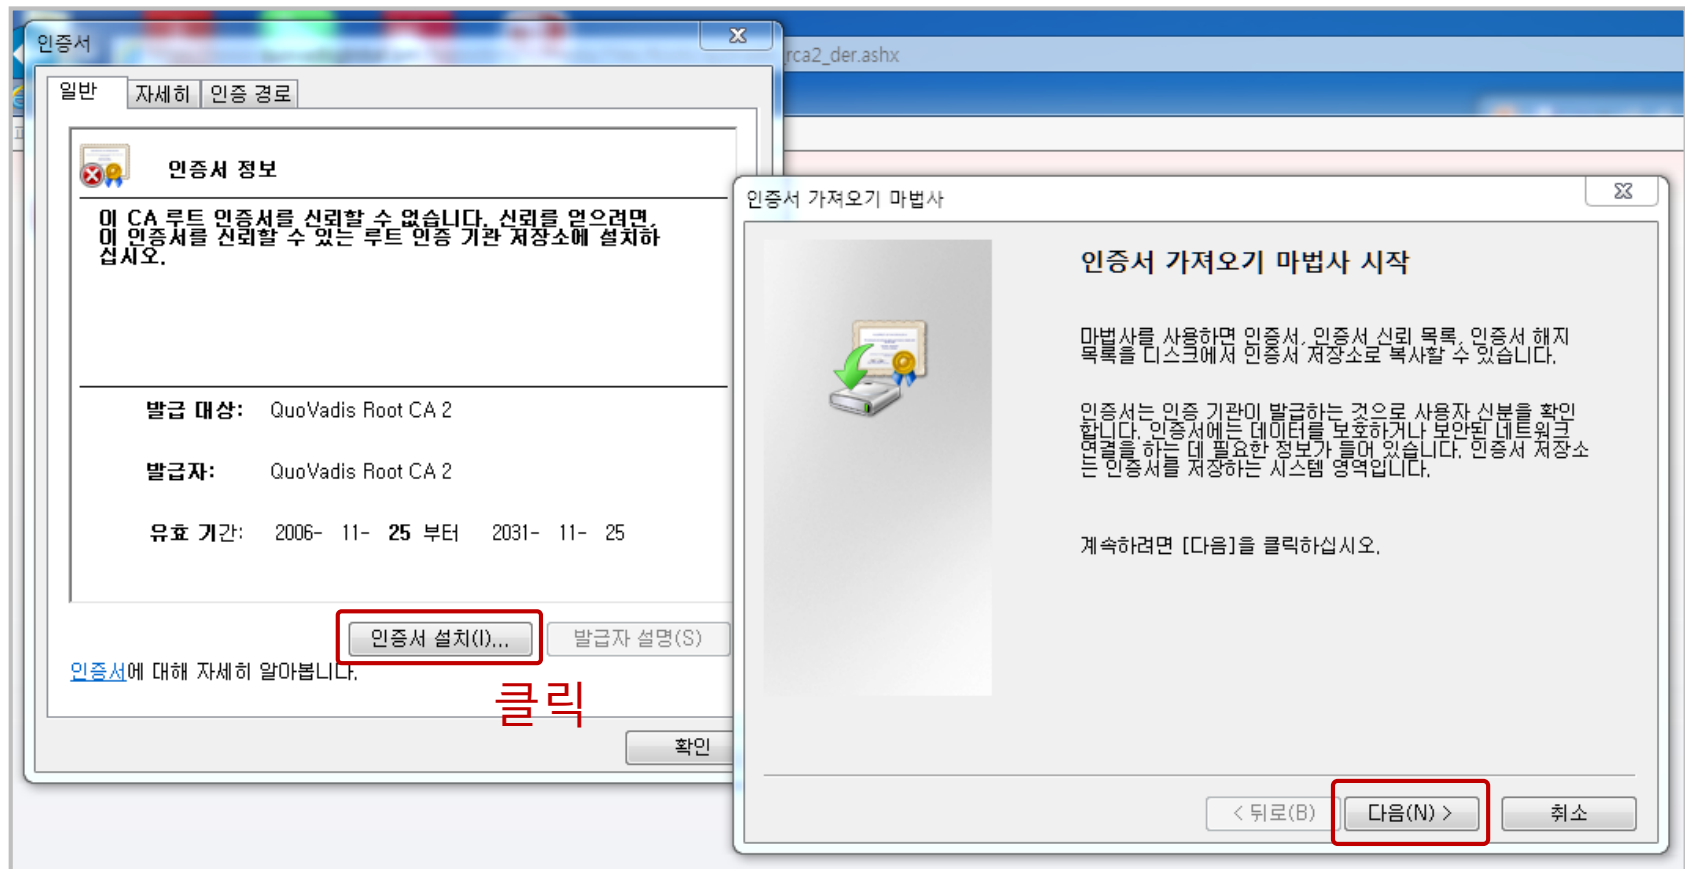 인증서
rca2_der.ashx
일반
자세히
인증 경로
인증서 정보
이 CA 루트 인증서를 신뢰할 수 없습니다. 신뢰를 얻으려면,
이 인증서를 신뢰할 수 있는 루트 인증 기관 저장소에 설치하
십시오.
발급 대상: QuoVadis Root CA 2
발급자: QuoVadis Root CA 2
유효 기간: 2006- 11- 25 부터 2031- 11- 25
인증서 설치(I)...
발급자 설명(S)
인증서에 대해 자세히 알아봅니다.
클릭
확인
인증서 가져오기 마법사
인증서 가져오기 마법사 시작
마법사를 사용하면 인증서, 인증서 신뢰 목록, 인증서 해지
목록을 디스크에서 인증서 저장소로 복사할 수 있습니다.
인증서는 인증 기관이 발급하는 것으로 사용자 신분을 확인
합니다. 인증서에는 데이터를 보호하거나 보안된 네트워크
연결을 하는 데 필요한 정보가 들어 있습니다. 인증서 저장소
는 인증서를 저장하는 시스템 영역입니다.
계속하려면 [다음]을 클릭하십시오.
< 뒤로(B)
다음(N) >
취소